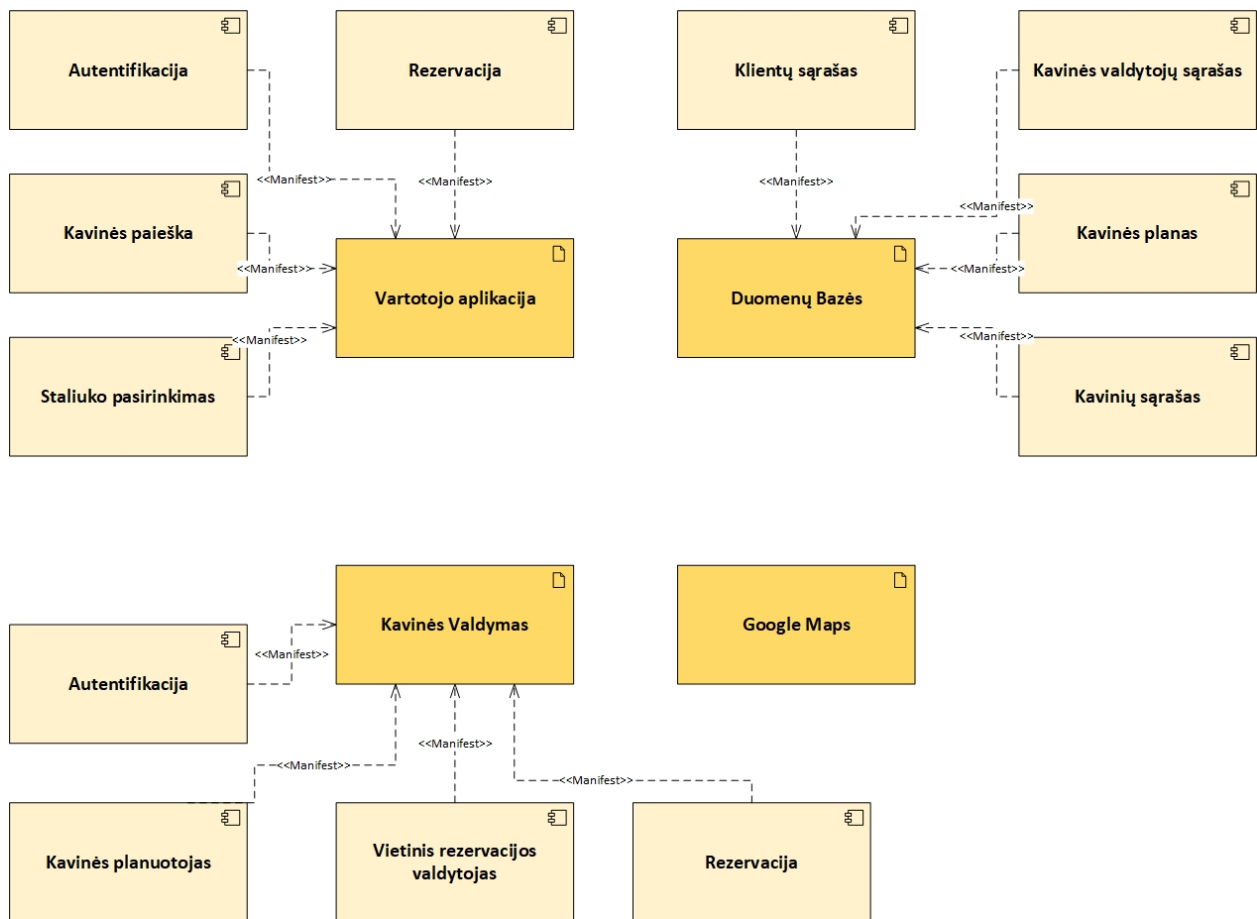 Autentifikacija
Rezervacija
Klientų sąrašas
Kavinės valdytojų sąrašas
<<Manifest>>
<<Manifest>>
<<Manifest>>
<<Manifest>>
Kavinės paieška
Kavinės planas
<<Manifest>>
<<Manifest>>
Vartotojo aplikacija
Duomenų Bazės
<<Manifest>>
<<Manifest>>
Staliuko pasirinkimas
Kavinių sąrašas
Kavinės Valdymas
Google Maps
<<Manifest>>
Autentifikacija
<<Manifest>>
<<Manifest>>
<<Manifest>>
Kavinės planuotojas
Vietinis rezervacijos
valdytojas
Rezervacija